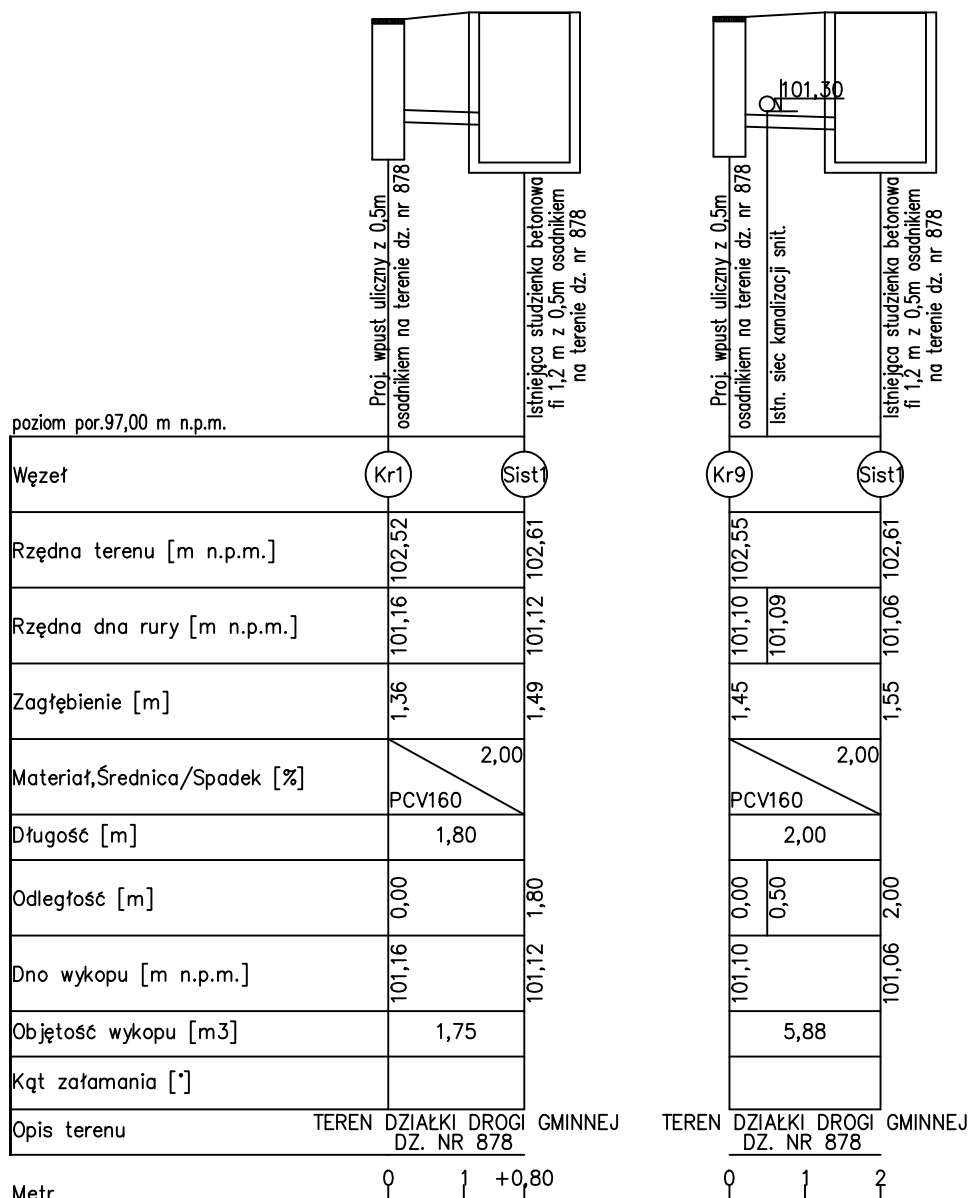 101,30
Proj. wpust uliczny z 0,5m
osadnikiem na terenie dz. nr 878
Istniejąca studzienka betonowa
fi 1,2 m z 0,5m osadnikiem
na terenie dz. nr 878
Proj. wpust uliczny z 0,5m
osadnikiem na terenie dz. nr 878
Istn. siec kanalizacji snit.
Istniejąca studzienka betonowa
fi 1,2 m z 0,5m osadnikiem
na terenie dz. nr 878
poziom por.97,00 m n.p.m.
Węzeł Kr1 Sist1 Kr9 Sist1
Rzędna terenu [m n.p.m.] 102,52 102,61 102,55 102,61
Rzędna dna rury [m n.p.m.] 101,16 101,12 101,10 101,09 101,06
Zagłębienie [m] 1,36 1,49 1,45 1,55
Materiał,Średnica/Spadek [%] PCV160 2,00 PCV160 2,00
Długość [m] 1,80 2,00
Odległość [m] 0,00 1,80 0,00 0,50 2,00
Dno wykopu [m n.p.m.] 101,16 101,12 101,10 101,06
Objętość wykopu [m3] 1,75 5,88
Kąt załamania [°]
Opis terenu TEREN DZIAŁKI DROGI GMINNEJ DZ. NR 878 TEREN DZIAŁKI DROGI GMINNEJ DZ. NR 878
Metr 0 1 +0,80 0 1 2